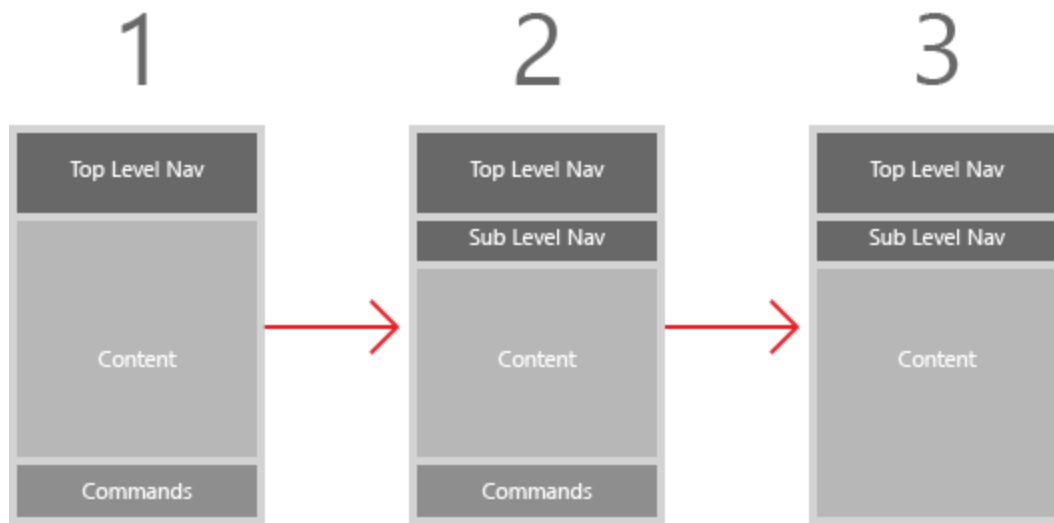 1
2
3
Top Level Nav
Top Level Nav
Top Level Nav
Sub Level Nav
Sub Level Nav
Content
Content
Content
Commands
Commands